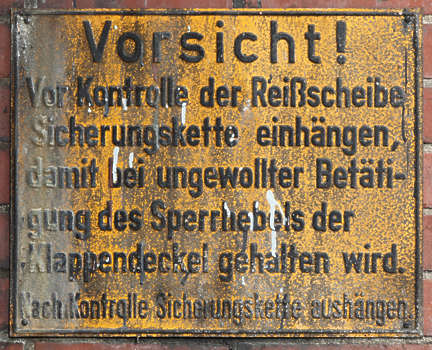 Vorsicht!
Vor Kontrolle der Reißscheibe
Sicherungskette einhängen,
damit bei ungewollter Betäti-
gung des Sperrhebels der
Klappendeckel gehalten wird.
Nach Kontrolle Sicherungskette aushängen.